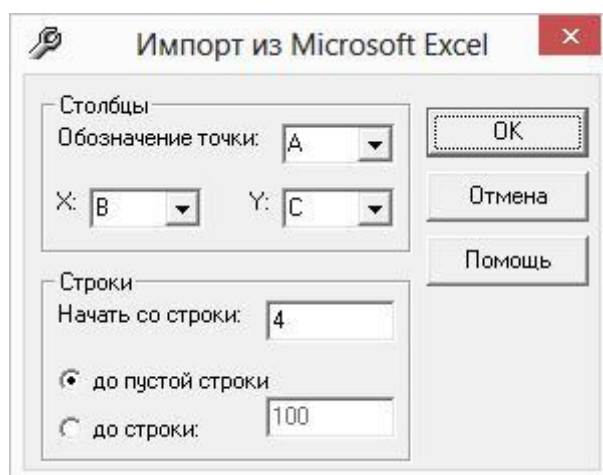 Импорт из Microsoft Excel
Столбцы
Обозначение точки: A
X: B Y: C
OK
Отмена
Помощь
Строки
Начать со строки: 4
до пустой строки
до строки: 100